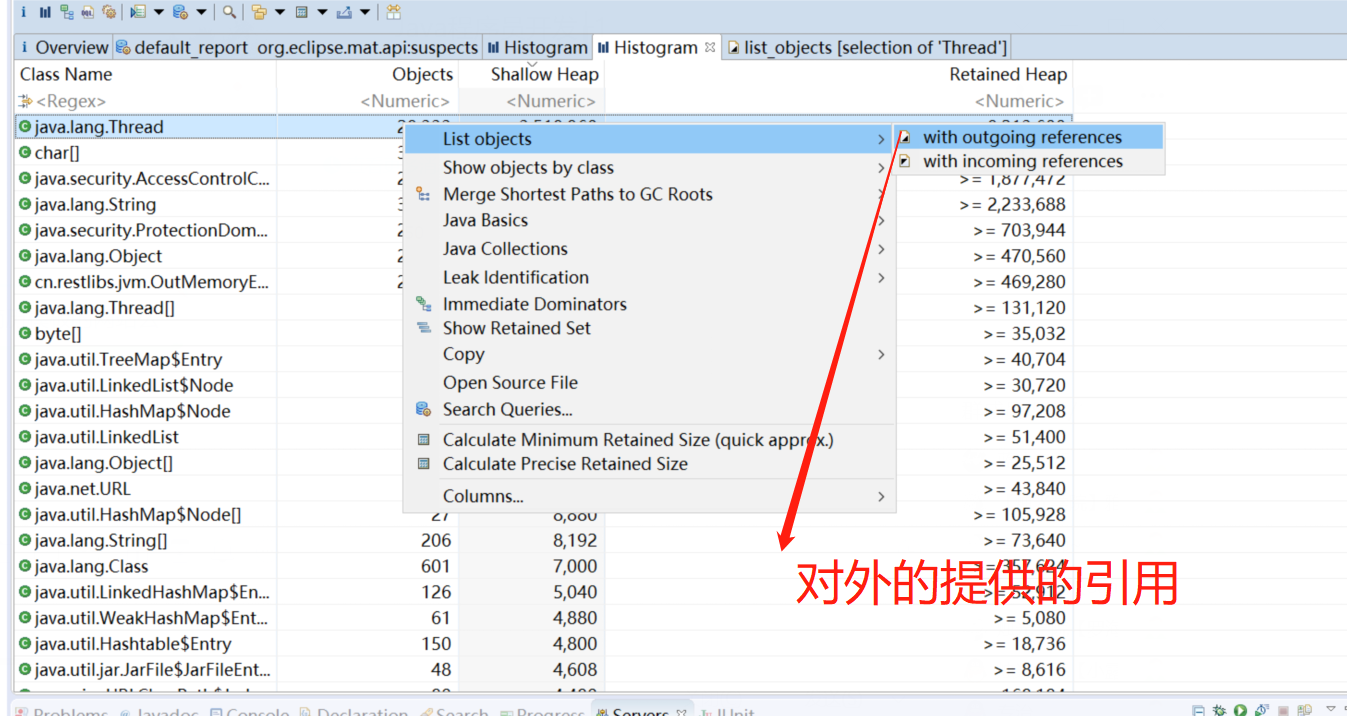 Overview default_report org.eclipse.mat.api:suspects Histogram Histogram list_objects [selection of 'Thread']
Class Name Objects Shallow Heap Retained Heap
<Regex> <Numeric> <Numeric> <Numeric>
java.lang.Thread
List objects
with outgoing references
char[]
Show objects by class
with incoming references
java.security.AccessControlC...
>= 1,877,472
Merge Shortest Paths to GC Roots
java.lang.String
>= 2,233,688
Java Basics
java.security.ProtectionDom...
>= 703,944
Java Collections
java.lang.Object
>= 470,560
Leak Identification
cn.restlibs.jvm.OutMemoryE...
>= 469,280
Immediate Dominators
java.lang.Thread[]
>= 131,120
Show Retained Set
byte[]
>= 35,032
Copy
java.util.TreeMap$Entry
>= 40,704
Open Source File
java.util.LinkedList$Node
>= 30,720
Search Queries...
java.util.HashMap$Node
>= 97,208
Calculate Minimum Retained Size (quick approx.)
java.util.LinkedList
>= 51,400
Calculate Precise Retained Size
java.lang.Object[]
>= 25,512
java.net.URL
>= 43,840
Columns...
java.util.HashMap$Node[] 27 8,880 >= 105,928
java.lang.String[] 206 8,192 >= 73,640
java.lang.Class 601 7,000 >= 357,624
对外的提供的引用
java.util.LinkedHashMap$En... 126 5,040 >= 52,912
java.util.WeakHashMap$Ent... 61 4,880 >= 5,080
java.util.Hashtable$Entry 150 4,800 >= 18,736
java.util.jar.JarFile$JarFileEnt... 48 4,608 >= 8,616
Problems Javadoc Console Declaration Search Progress Servers JUnit